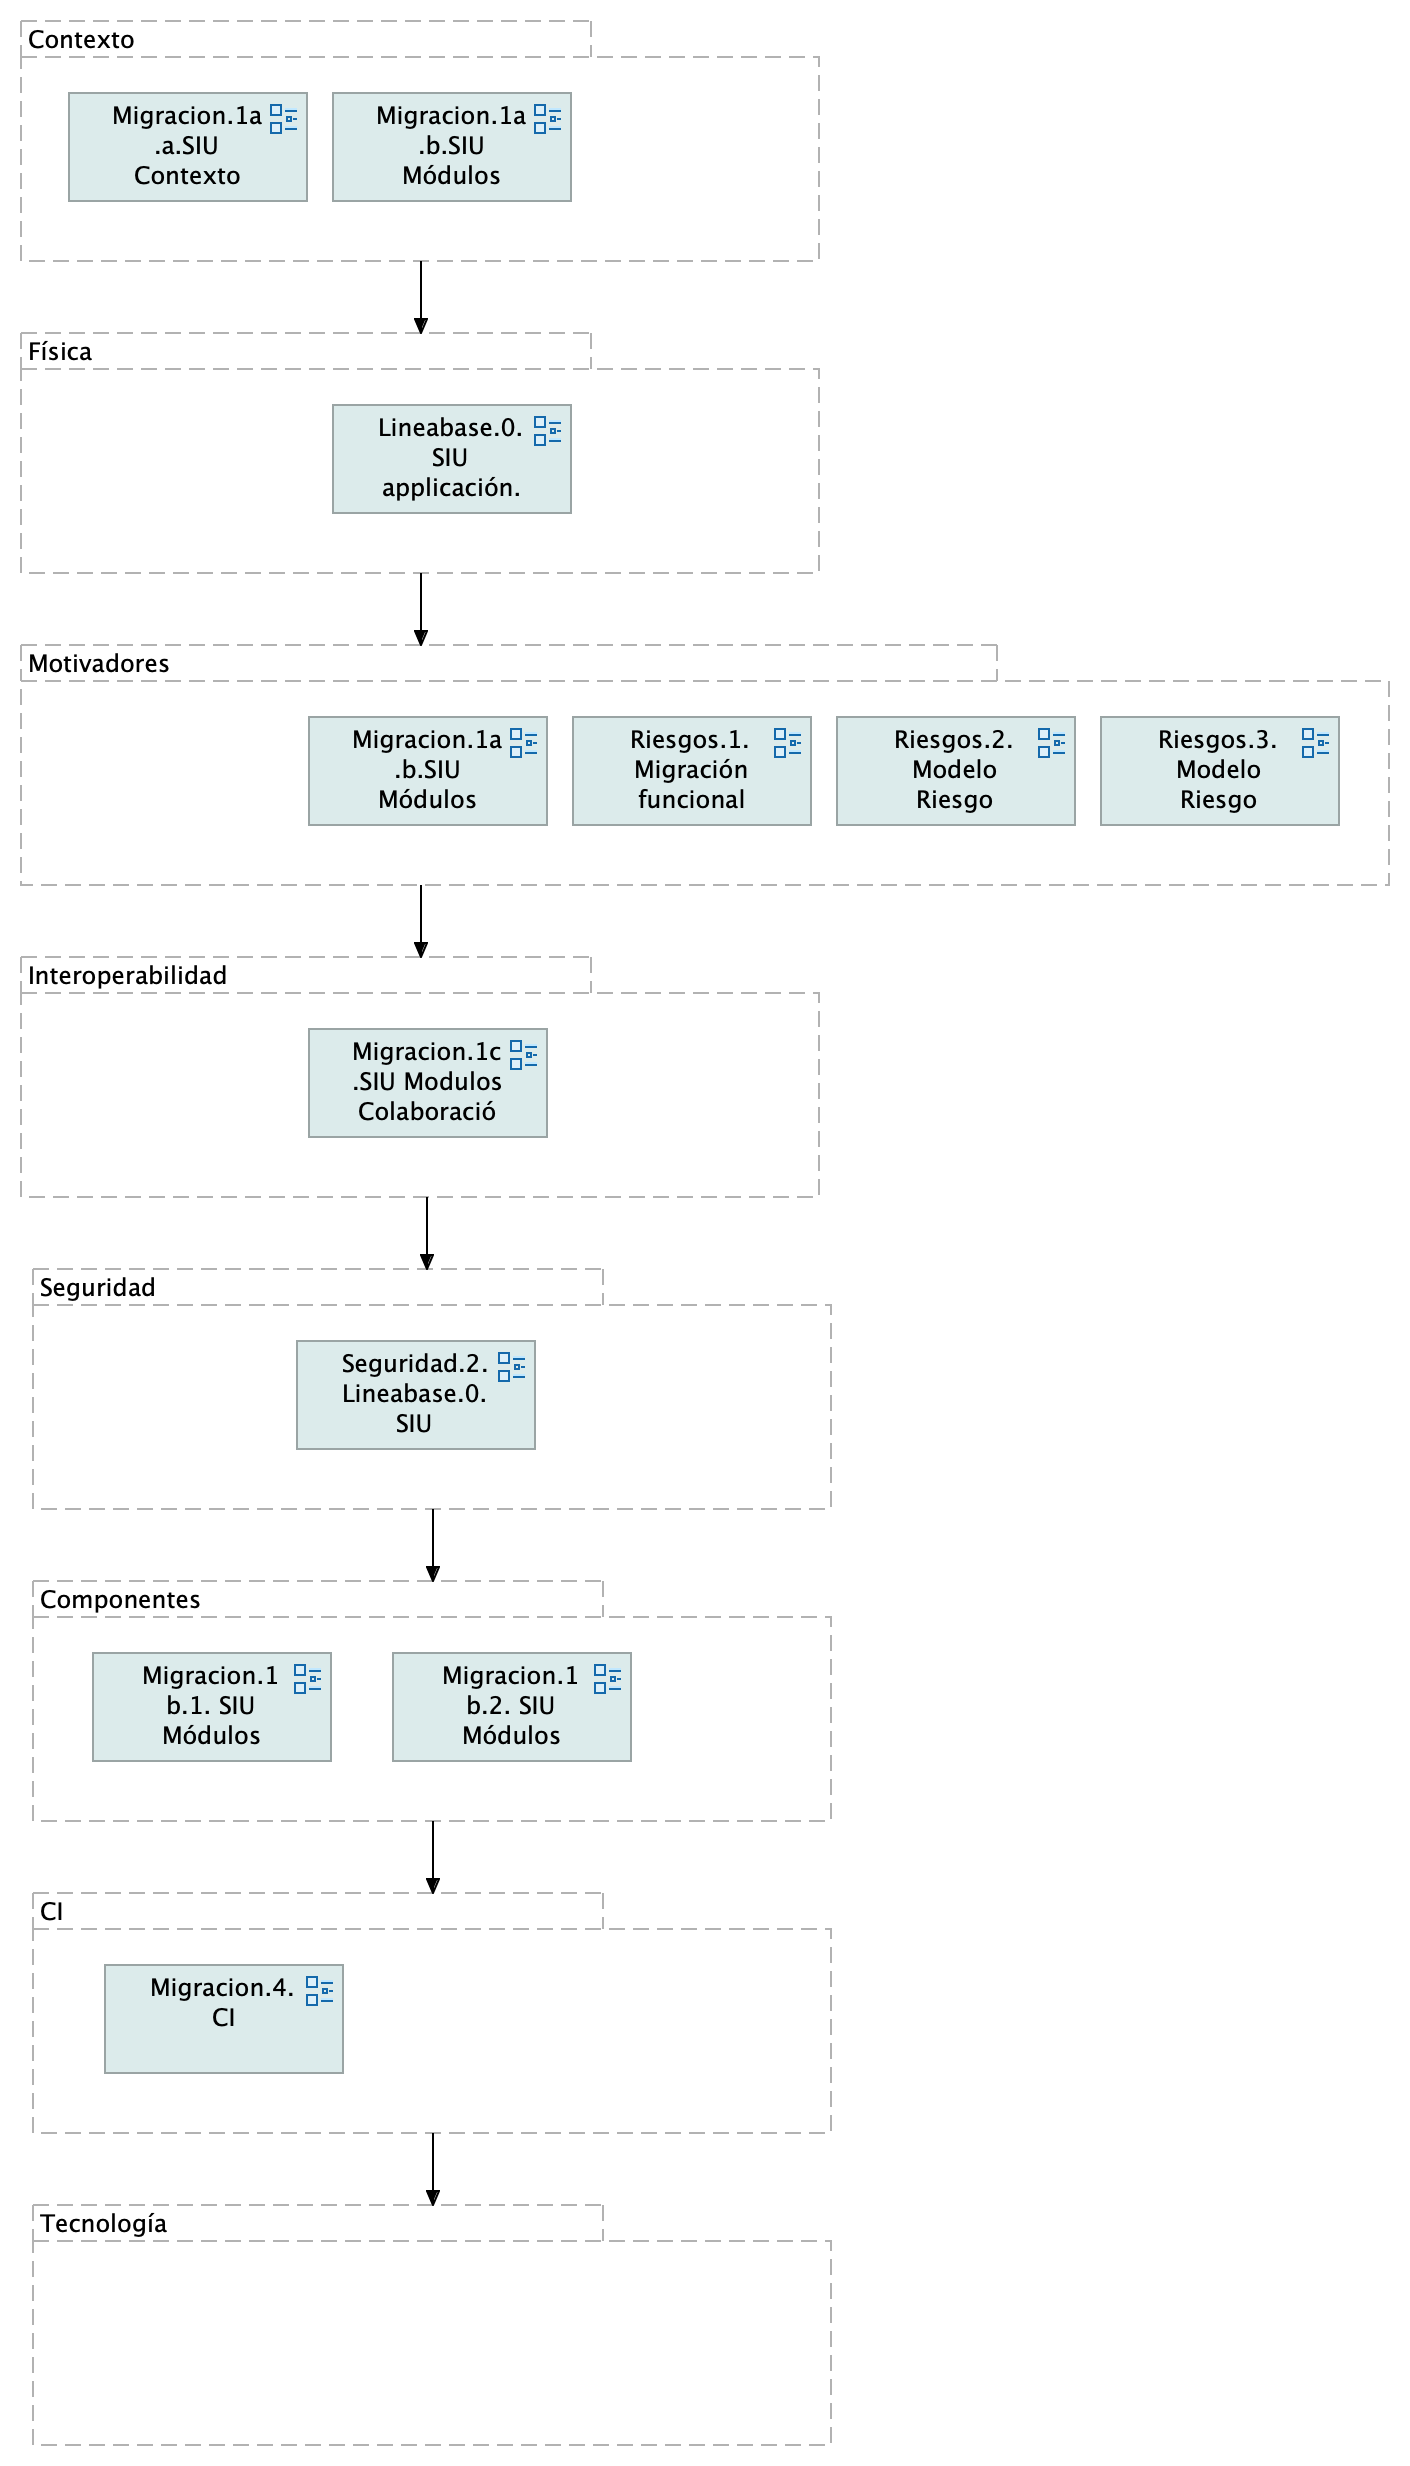 Contexto
Migracion.1a
.a.SIU
Contexto
Migracion.1a
.b.SIU
Módulos
Física
Lineabase.0.
SIU
applicación.
Motivadores
Migracion.1a
.b.SIU
Módulos
Riesgos.1.
Migración
funcional
Riesgos.2.
Modelo
Riesgo
Riesgos.3.
Modelo
Riesgo
Interoperabilidad
Migracion.1c
.SIU Modulos
Colaboració
Seguridad
Seguridad.2.
Lineabase.0.
SIU
Componentes
Migracion.1
b.1. SIU
Módulos
Migracion.1
b.2. SIU
Módulos
CI
Migracion.4.
CI
Tecnología